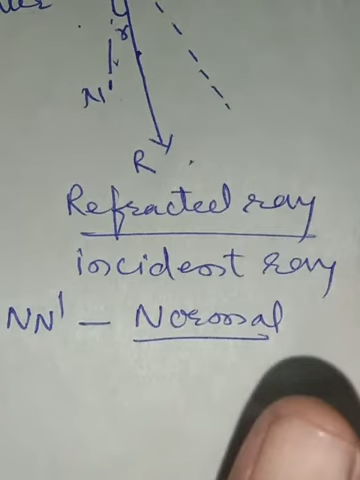 r
N'
R
Refracted ray
incident ray
NN' — Normal